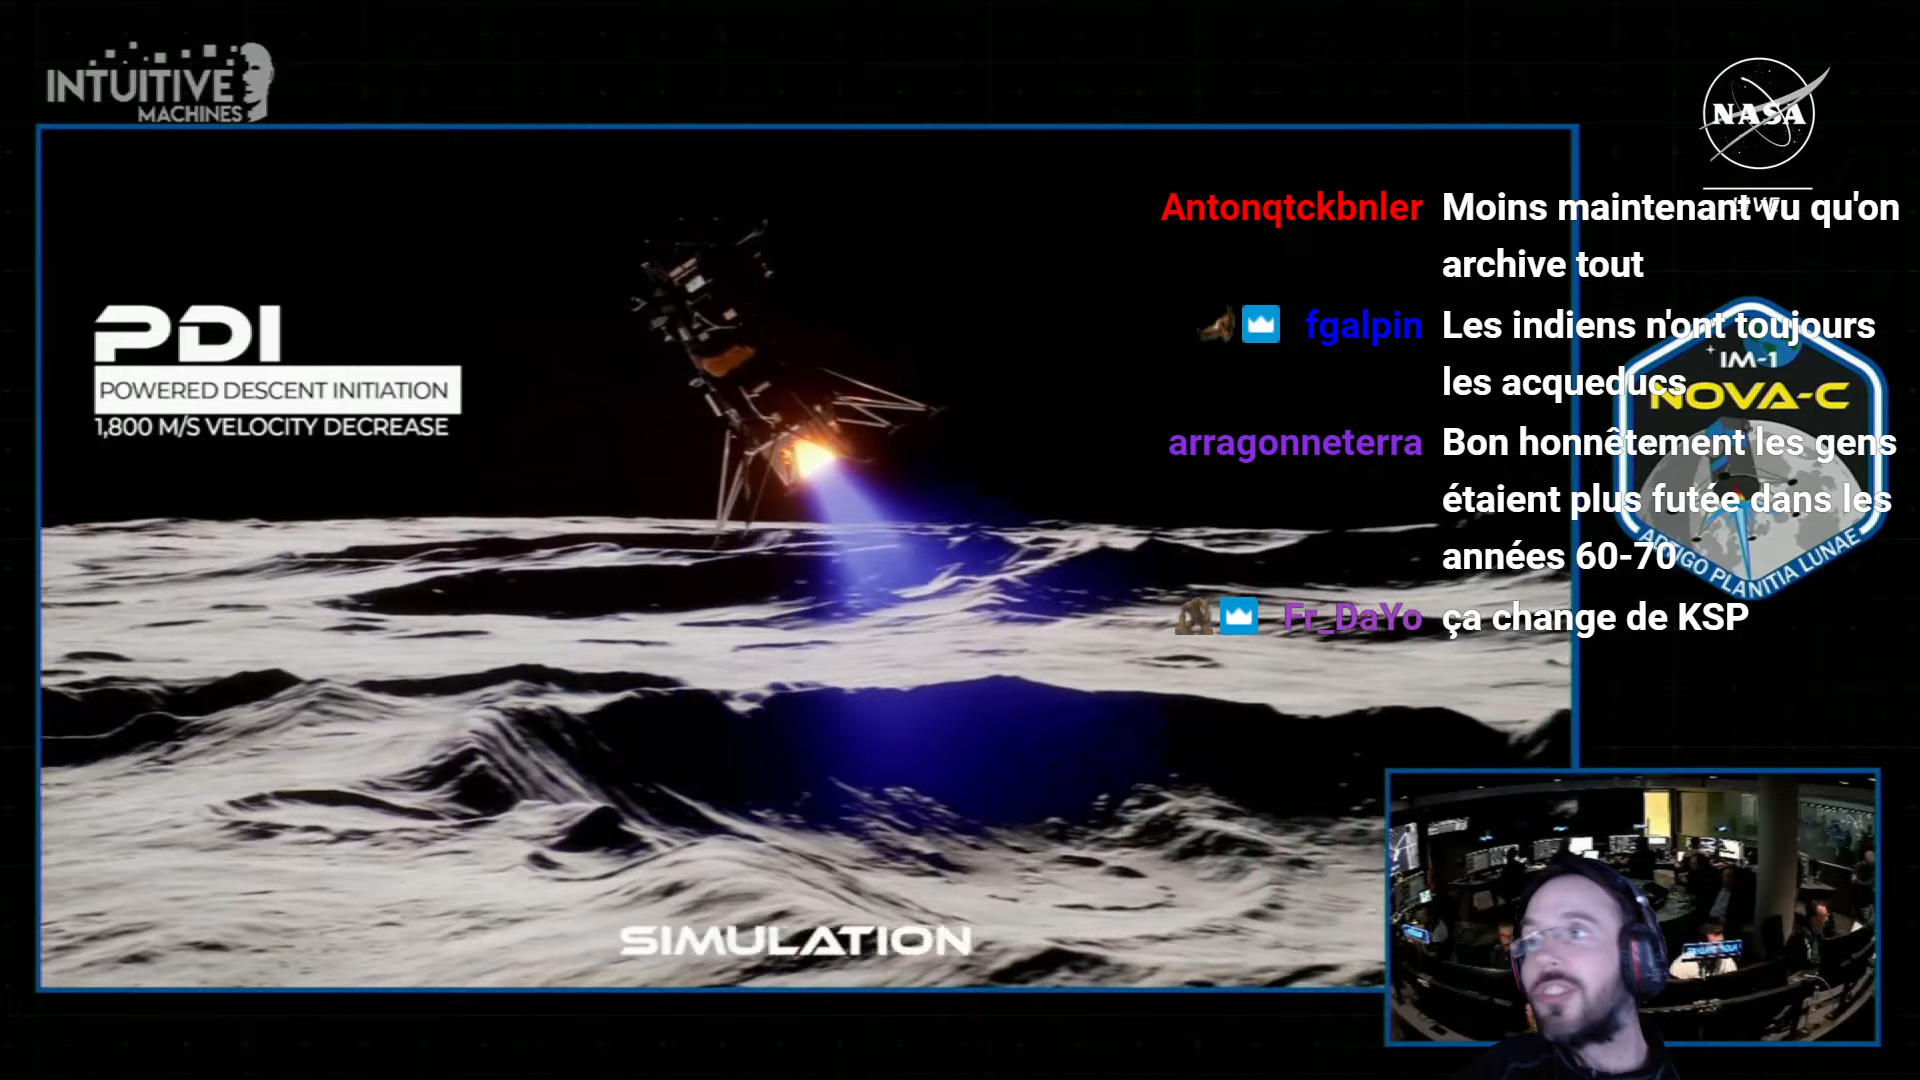 INTUITIVE
MACHINES
NASA
LIVE
PDI
POWERED DESCENT INITIATION
1,800 M/S VELOCITY DECREASE
Antonqtckbnler Moins maintenant vu qu'on
archive tout
fgalpin Les indiens n'ont toujours
les acqueducs
arragonneterra Bon honnêtement les gens
étaient plus futée dans les
années 60-70
Fr_DaYo ça change de KSP
IM-1
NOVA-C
ADITIGO PLANITIA LUNAE
SIMULATION